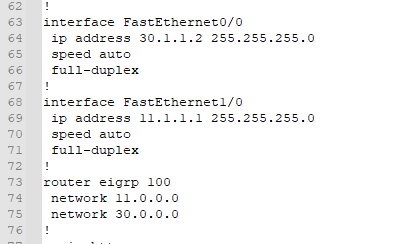 62 !
63 interface FastEthernet0/0
64  ip address 30.1.1.2 255.255.255.0
65  speed auto
66  full-duplex
67 !
68 interface FastEthernet1/0
69  ip address 11.1.1.1 255.255.255.0
70  speed auto
71  full-duplex
72 !
73 router eigrp 100
74  network 11.0.0.0
75  network 30.0.0.0
76 !